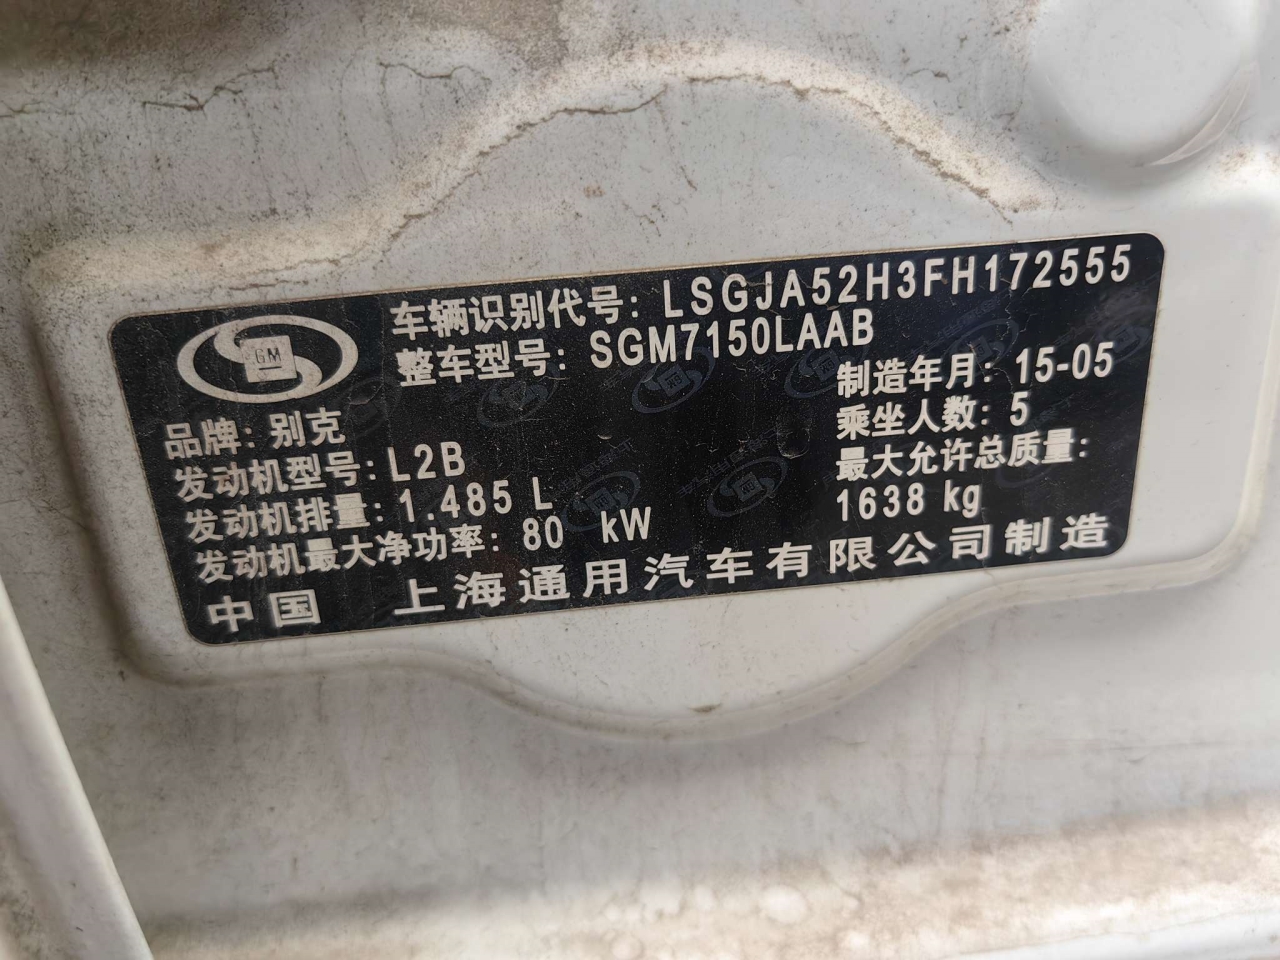 车辆识别代号: LSGJA52H3FH172555
整车型号: SGM7150LAAB
GM
制造年月: 15-05
品牌: 别克
乘坐人数: 5
发动机型号: L2B
最大允许总质量:
发动机排量: 1.485 L
1638 kg
发动机最大净功率: 80 kW
中国 上海通用汽车有限公司制造